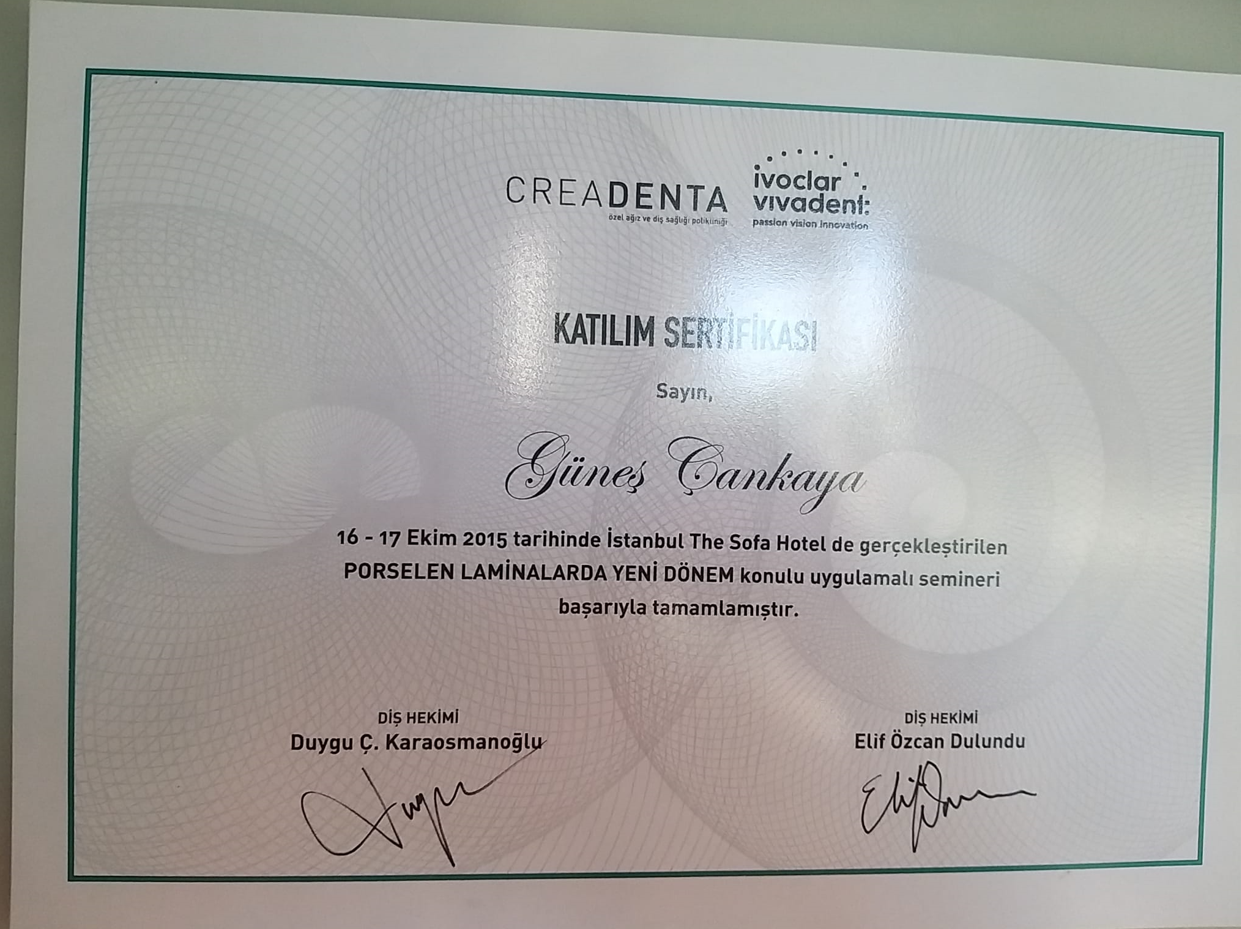 CREADENTA
özel ağız ve diş sağlığı polikliniği
ivoclar
vivadent:
passion vision innovation
KATILIM SERTİFİKASI
Sayın,
Güneş Çankaya
16 - 17 Ekim 2015 tarihinde İstanbul The Sofa Hotel de gerçekleştirilen
PORSELEN LAMİNALARDA YENİ DÖNEM konulu uygulamalı semineri
başarıyla tamamlamıştır.
DİŞ HEKİMİ
Duygu Ç. Karaosmanoğlu
DİŞ HEKİMİ
Elif Özcan Dulundu